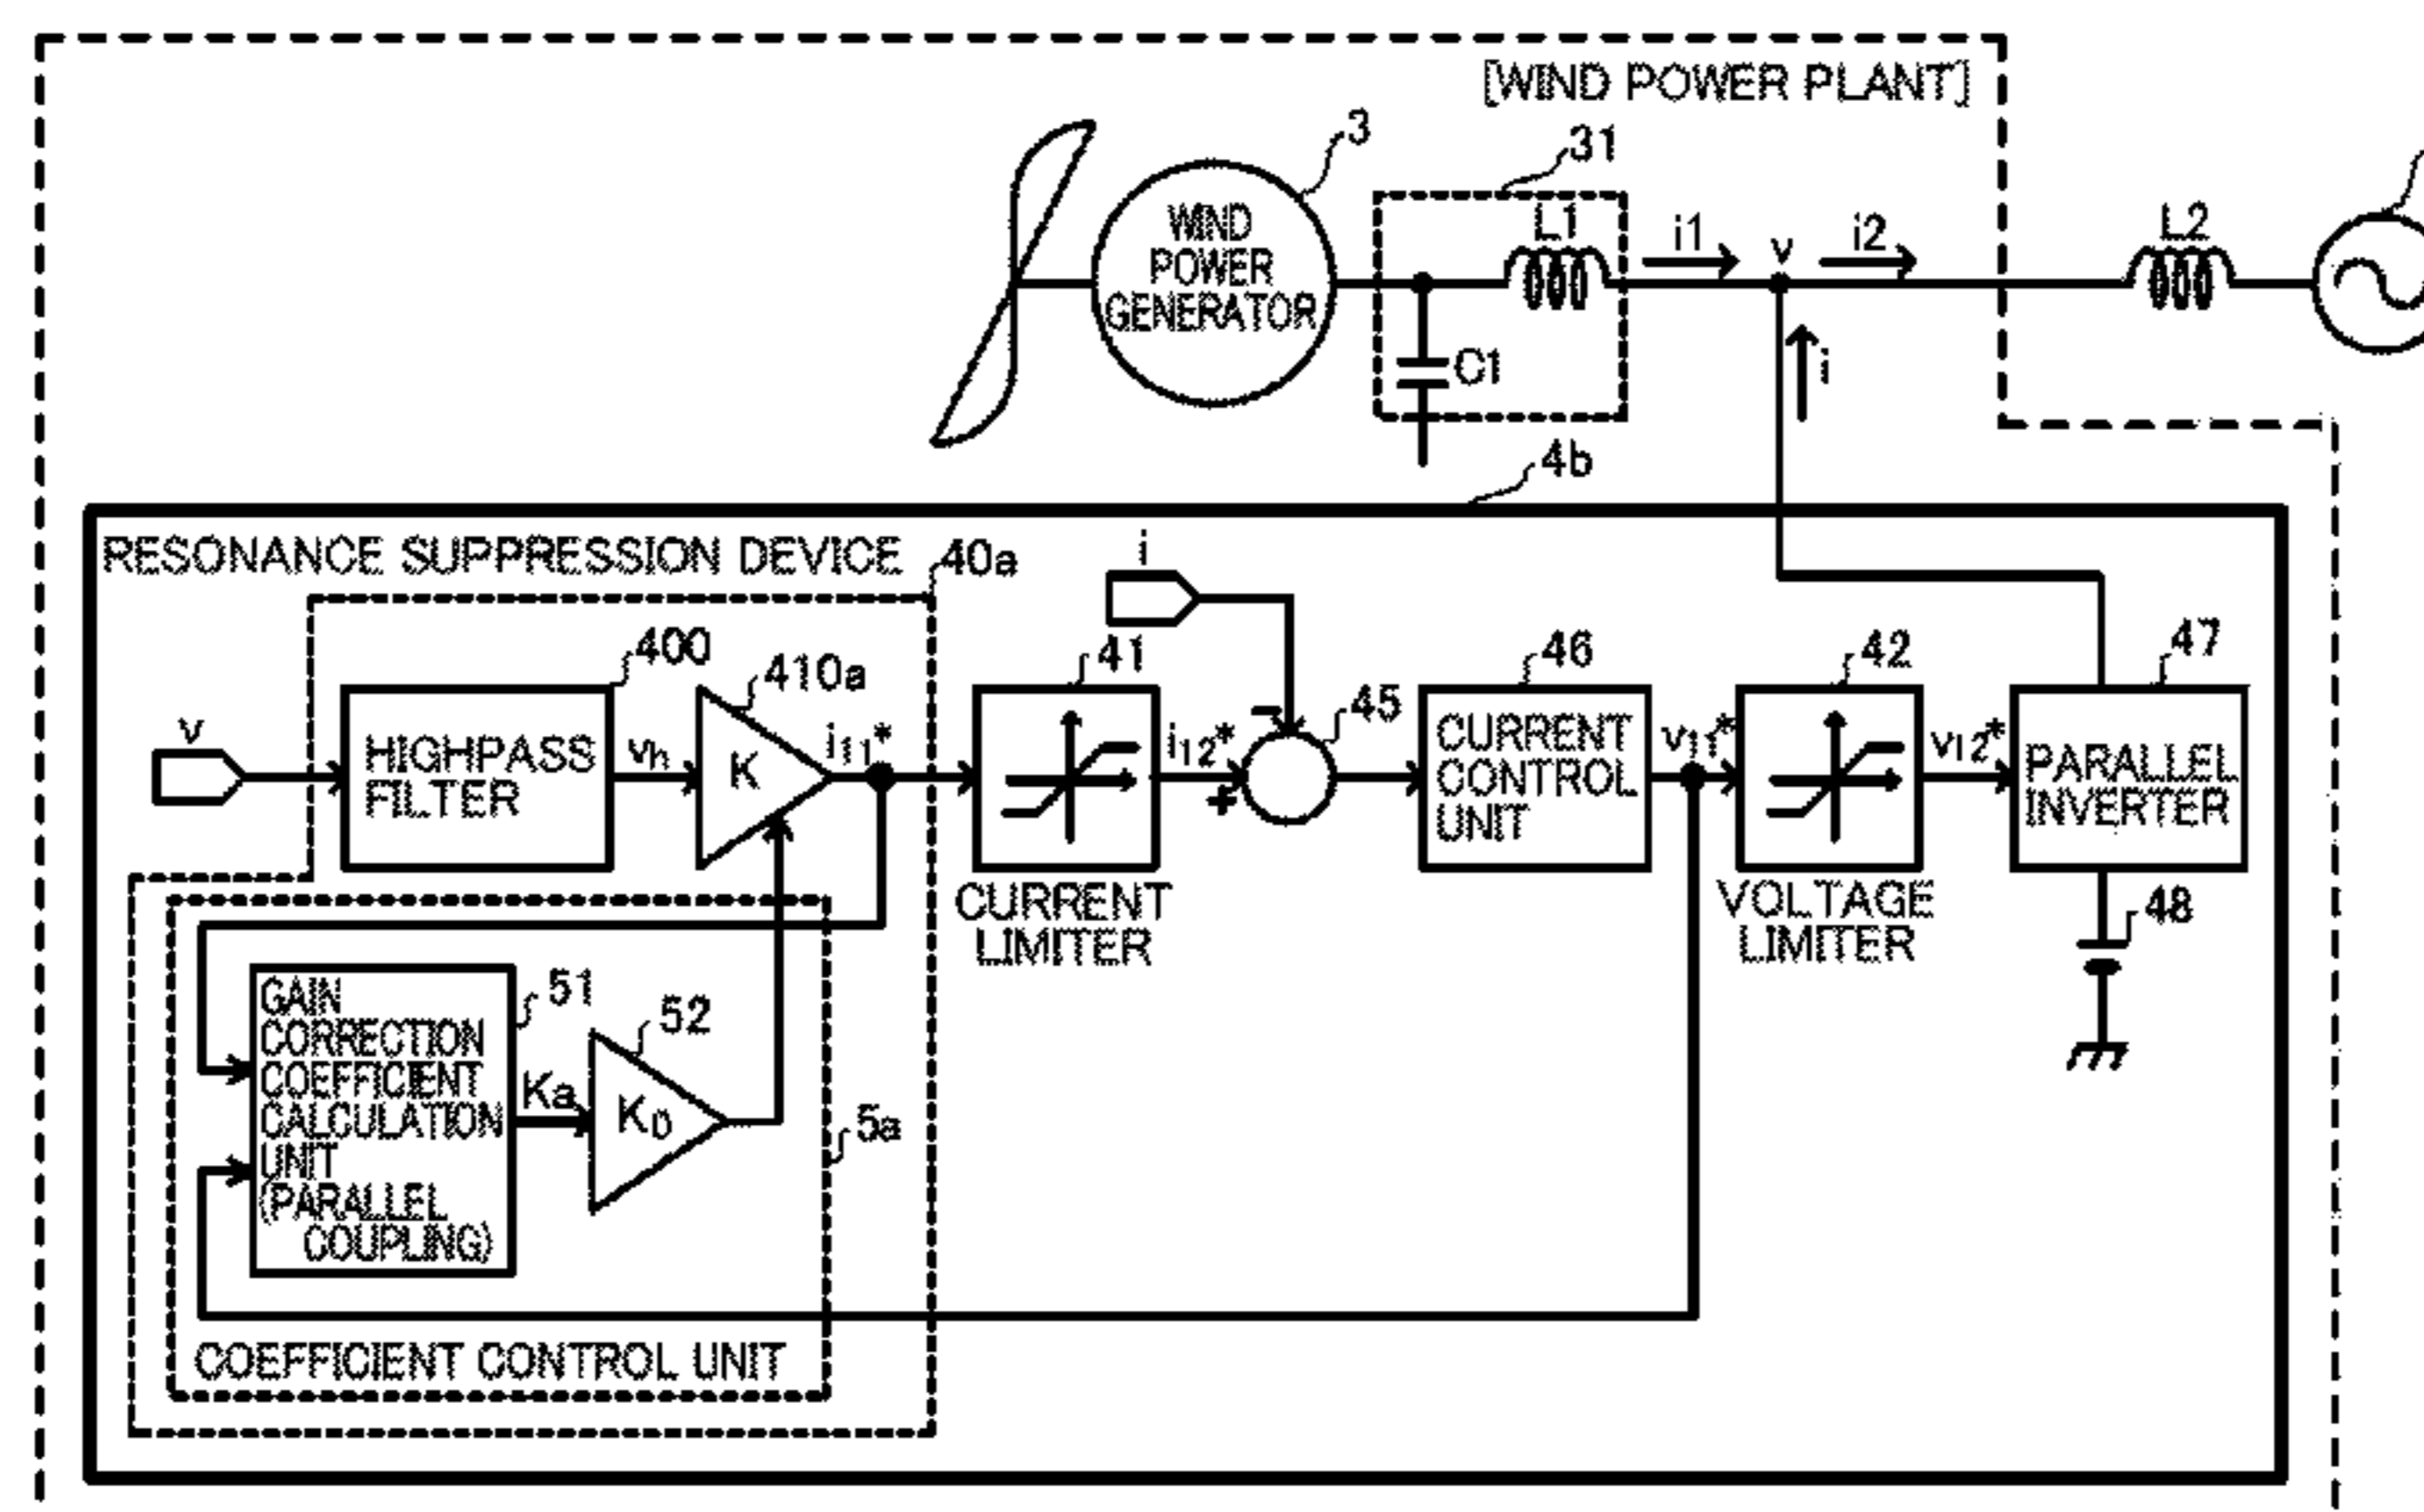 [WIND POWER PLANT]
3
31
WIND
POWER
GENERATOR
L1
i1
v
i2
L2
C1
i
4b
RESONANCE SUPPRESSION DEVICE
40a
i
400
410a
41
45
46
42
47
v
HIGHPASS
FILTER
vh
K
i11*
i12*
-
+
CURRENT
CONTROL
UNIT
v11*
v12*
PARALLEL
INVERTER
CURRENT
LIMITER
VOLTAGE
LIMITER
48
GAIN
CORRECTION
COEFFICIENT
CALCULATION
UNIT
(PARALLEL
COUPLING)
51
52
Ka
K0
5a
COEFFICIENT CONTROL UNIT